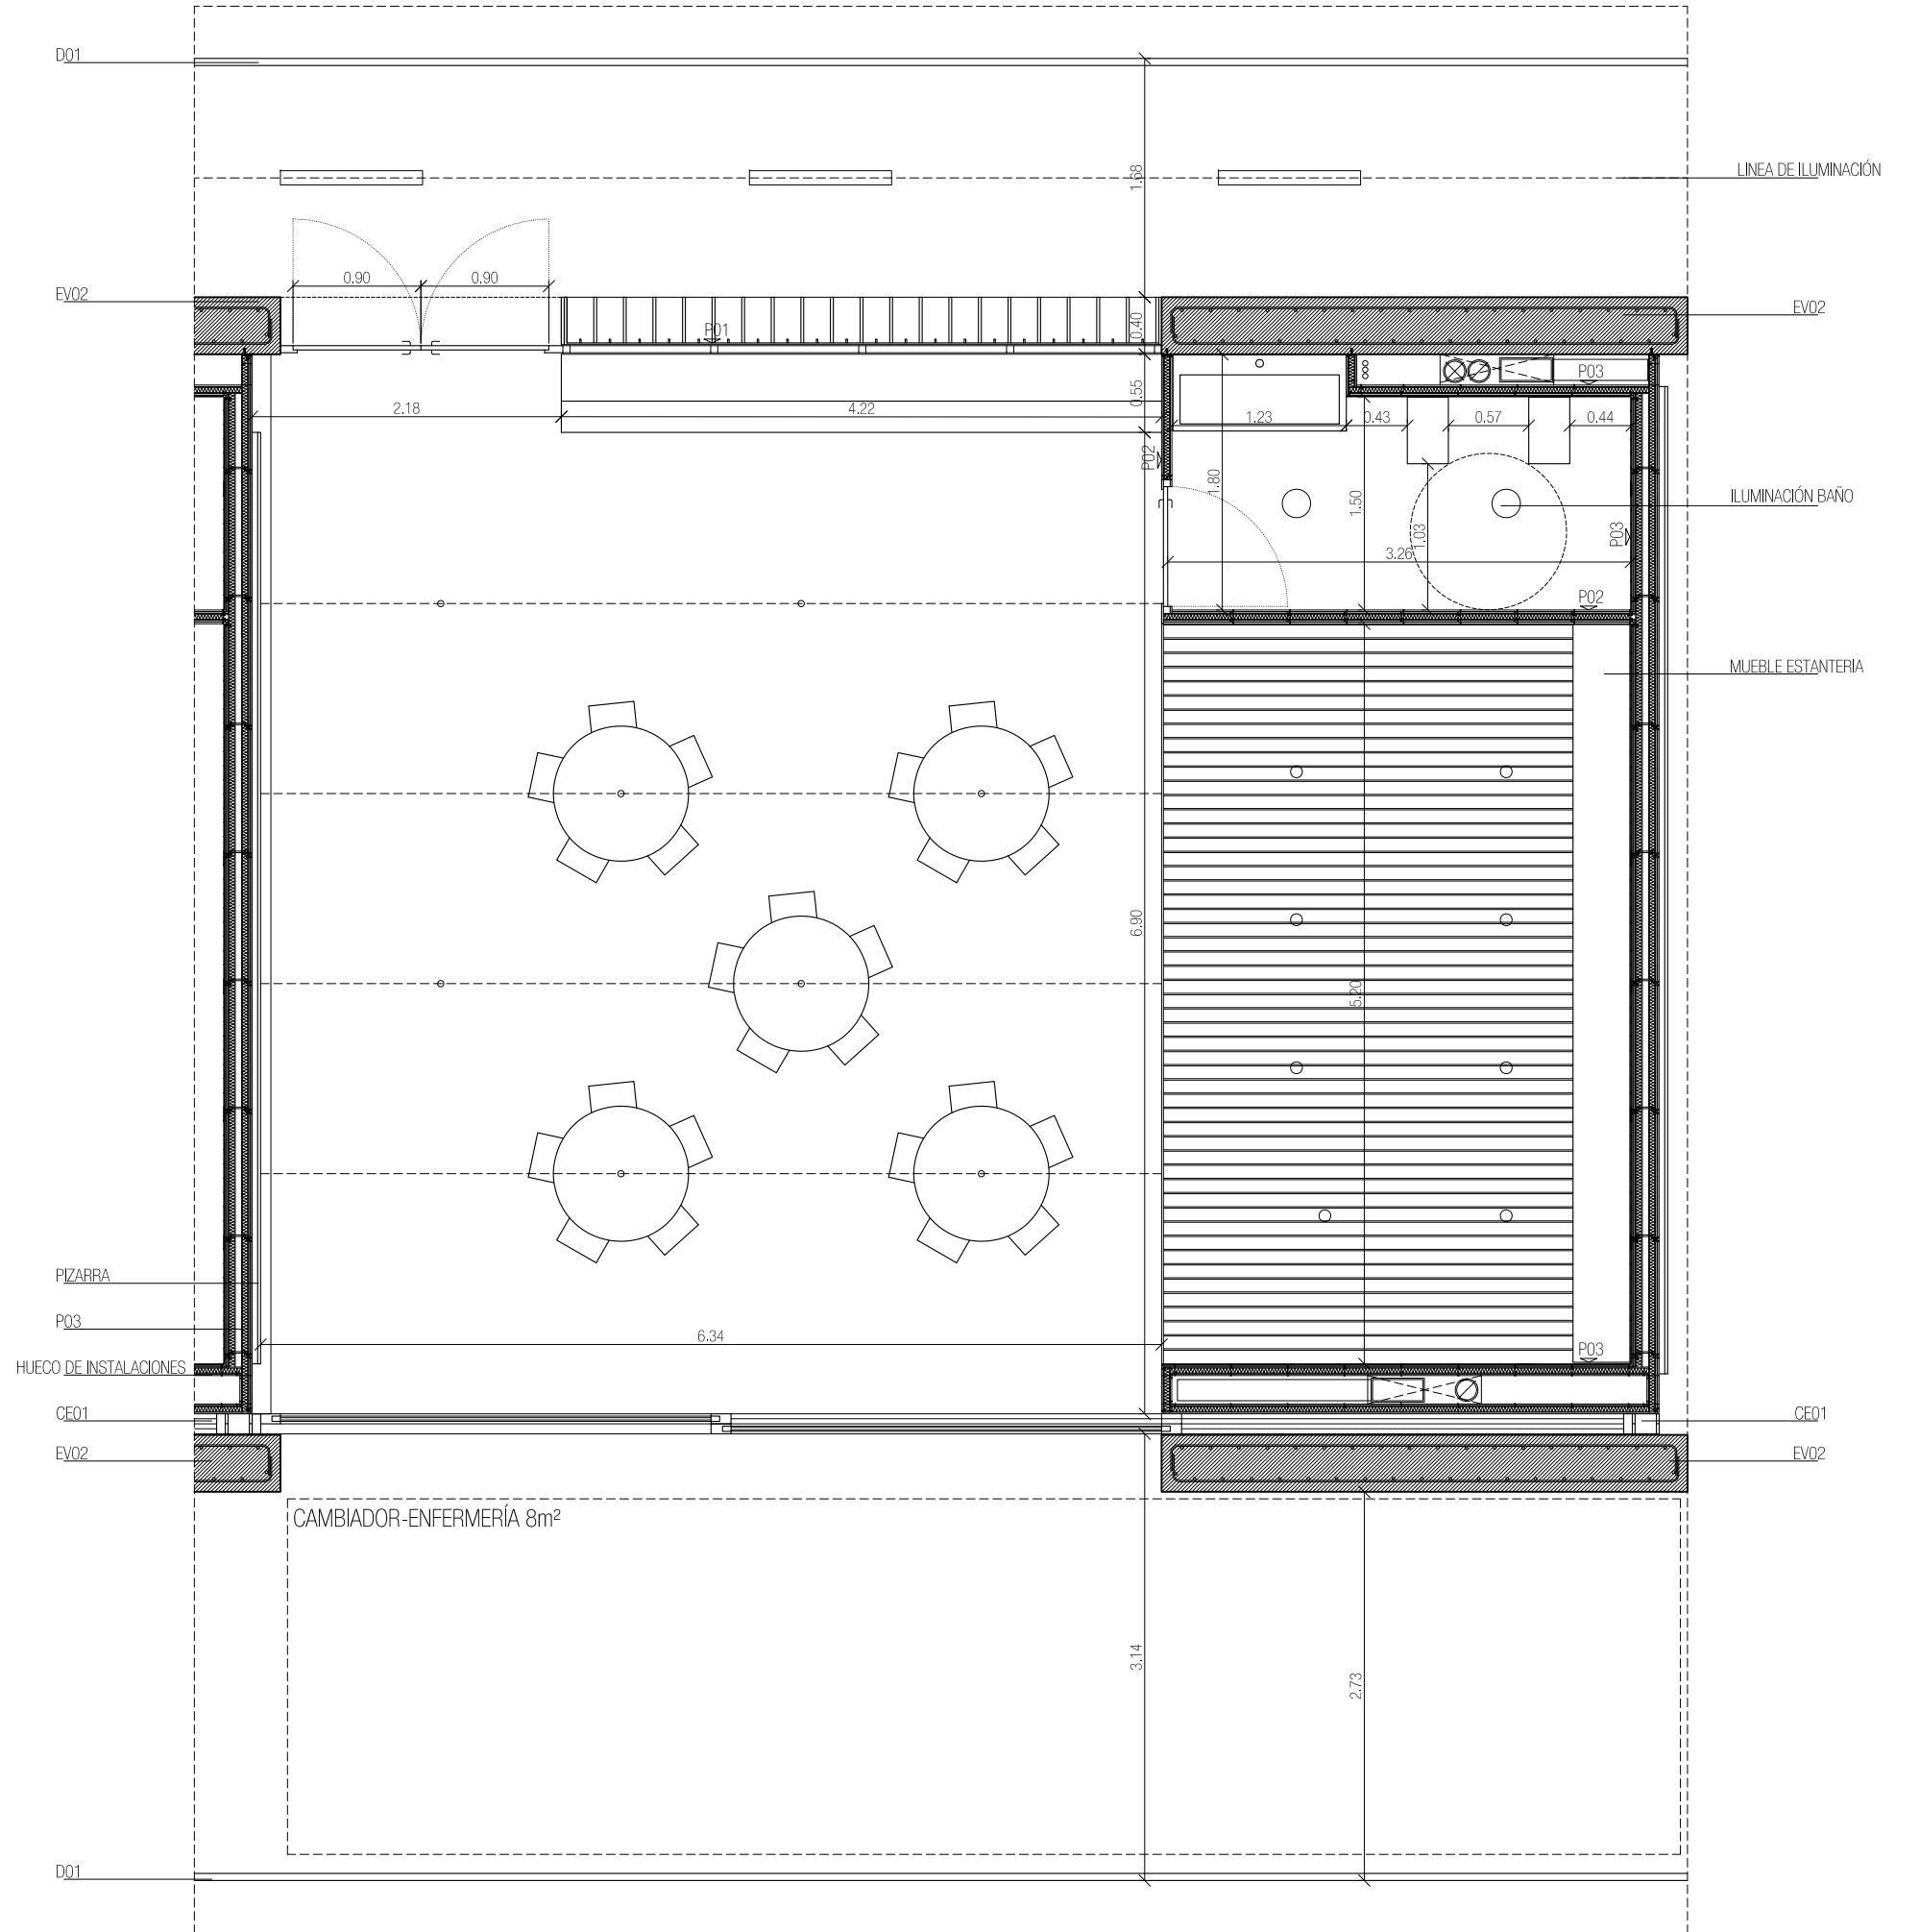 D01
1.68
LINEA DE ILUMINACIÓN
0.90
0.90
EV02
EV02
P01
0.40
0.55
P03
2.18
4.22
1.23
0.43
0.57
0.44
P02
1.80
1.50
1.03
ILUMINACIÓN BAÑO
P03
3.26
P02
MUEBLE ESTANTERIA
6.90
5.20
PIZARRA
P03
6.34
P03
HUECO DE INSTALACIONES
CE01
CE01
EV02
EV02
CAMBIADOR-ENFERMERÍA 8m²
3.14
2.73
D01